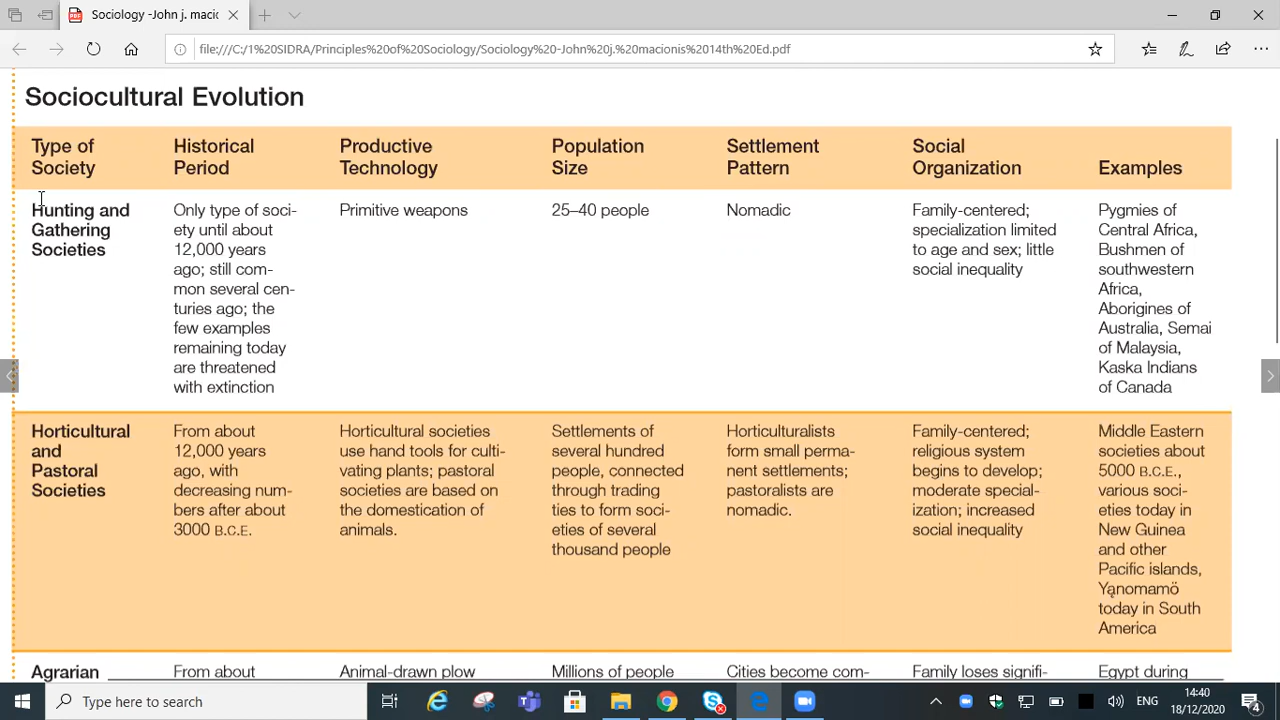 Sociology -John j. macic
file:///C:/1%20SIDRA/Principles%20of%20Sociology/Sociology%20-John%20j.%20macionis%2014th%20Ed.pdf
Sociocultural Evolution
Type of
Society
Historical
Period
Productive
Technology
Population
Size
Settlement
Pattern
Social
Organization
Examples
Hunting and
Gathering
Societies
Only type of soci-
ety until about
12,000 years
ago; still com-
mon several cen-
turies ago; the
few examples
remaining today
are threatened
with extinction
Primitive weapons
25–40 people
Nomadic
Family-centered;
specialization limited
to age and sex; little
social inequality
Pygmies of
Central Africa,
Bushmen of
southwestern
Africa,
Aborigines of
Australia, Semai
of Malaysia,
Kaska Indians
of Canada
Horticultural
and
Pastoral
Societies
From about
12,000 years
ago, with
decreasing num-
bers after about
3000 B.C.E.
Horticultural societies
use hand tools for culti-
vating plants; pastoral
societies are based on
the domestication of
animals.
Settlements of
several hundred
people, connected
through trading
ties to form soci-
eties of several
thousand people
Horticulturalists
form small perma-
nent settlements;
pastoralists are
nomadic.
Family-centered;
religious system
begins to develop;
moderate special-
ization; increased
social inequality
Middle Eastern
societies about
5000 B.C.E.,
various soci-
eties today in
New Guinea
and other
Pacific islands,
Yąnomamö
today in South
America
Agrarian
From about
Animal-drawn plow
Millions of people
Cities become com-
Family loses signifi-
Egypt during
Type here to search
ENG
14:40
18/12/2020
4